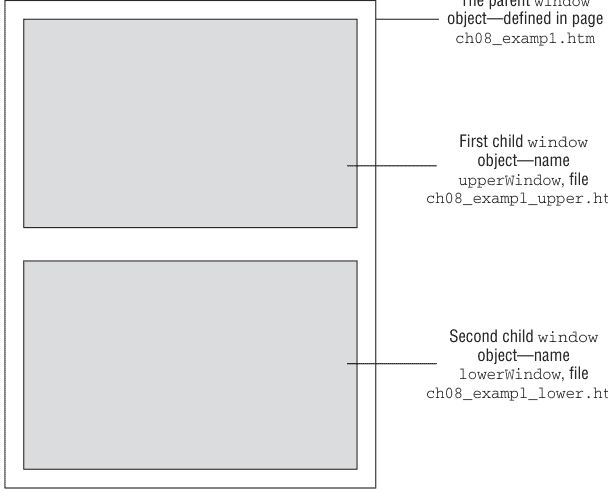 The parent window
object—defined in page
ch08_examp1.htm
First child window
object—name
upperWindow, file
ch08_examp1_upper.ht
Second child window
object—name
lowerWindow, file
ch08_examp1_lower.ht